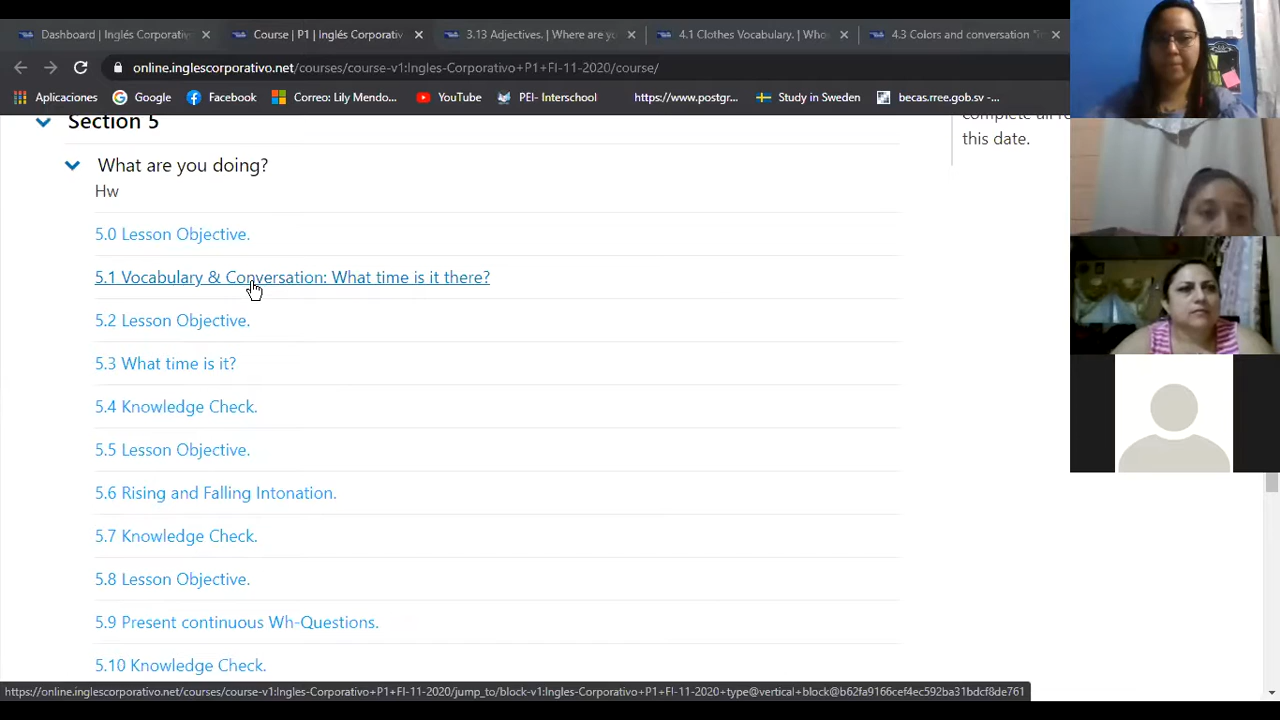 Dashboard | Inglés Corporativ
Course | P1 | Inglés Corporativ
3.13 Adjectives. | Where are yo
4.1 Clothes Vocabulary. | Who
4.3 Colors and conversation "i
online.inglescorporativo.net/courses/course-v1:Ingles-Corporativo+P1+FI-11-2020/course/
Aplicaciones
Google
Facebook
Correo: Lily Mendo...
YouTube
PEI- Interschool
https://www.postgr...
Study in Sweden
becas.rree.gob.sv -...
Section 5
this date.
What are you doing?
Hw
5.0 Lesson Objective.
5.1 Vocabulary & Conversation: What time is it there?
5.2 Lesson Objective.
5.3 What time is it?
5.4 Knowledge Check.
5.5 Lesson Objective.
5.6 Rising and Falling Intonation.
5.7 Knowledge Check.
5.8 Lesson Objective.
5.9 Present continuous Wh-Questions.
5.10 Knowledge Check.
https://online.inglescorporativo.net/courses/course-v1:Ingles-Corporativo+P1+FI-11-2020/jump_to/block-v1:Ingles-Corporativo+P1+FI-11-2020+type@vertical+block@b62fa9166cef4ec592ba31bdcf8de761